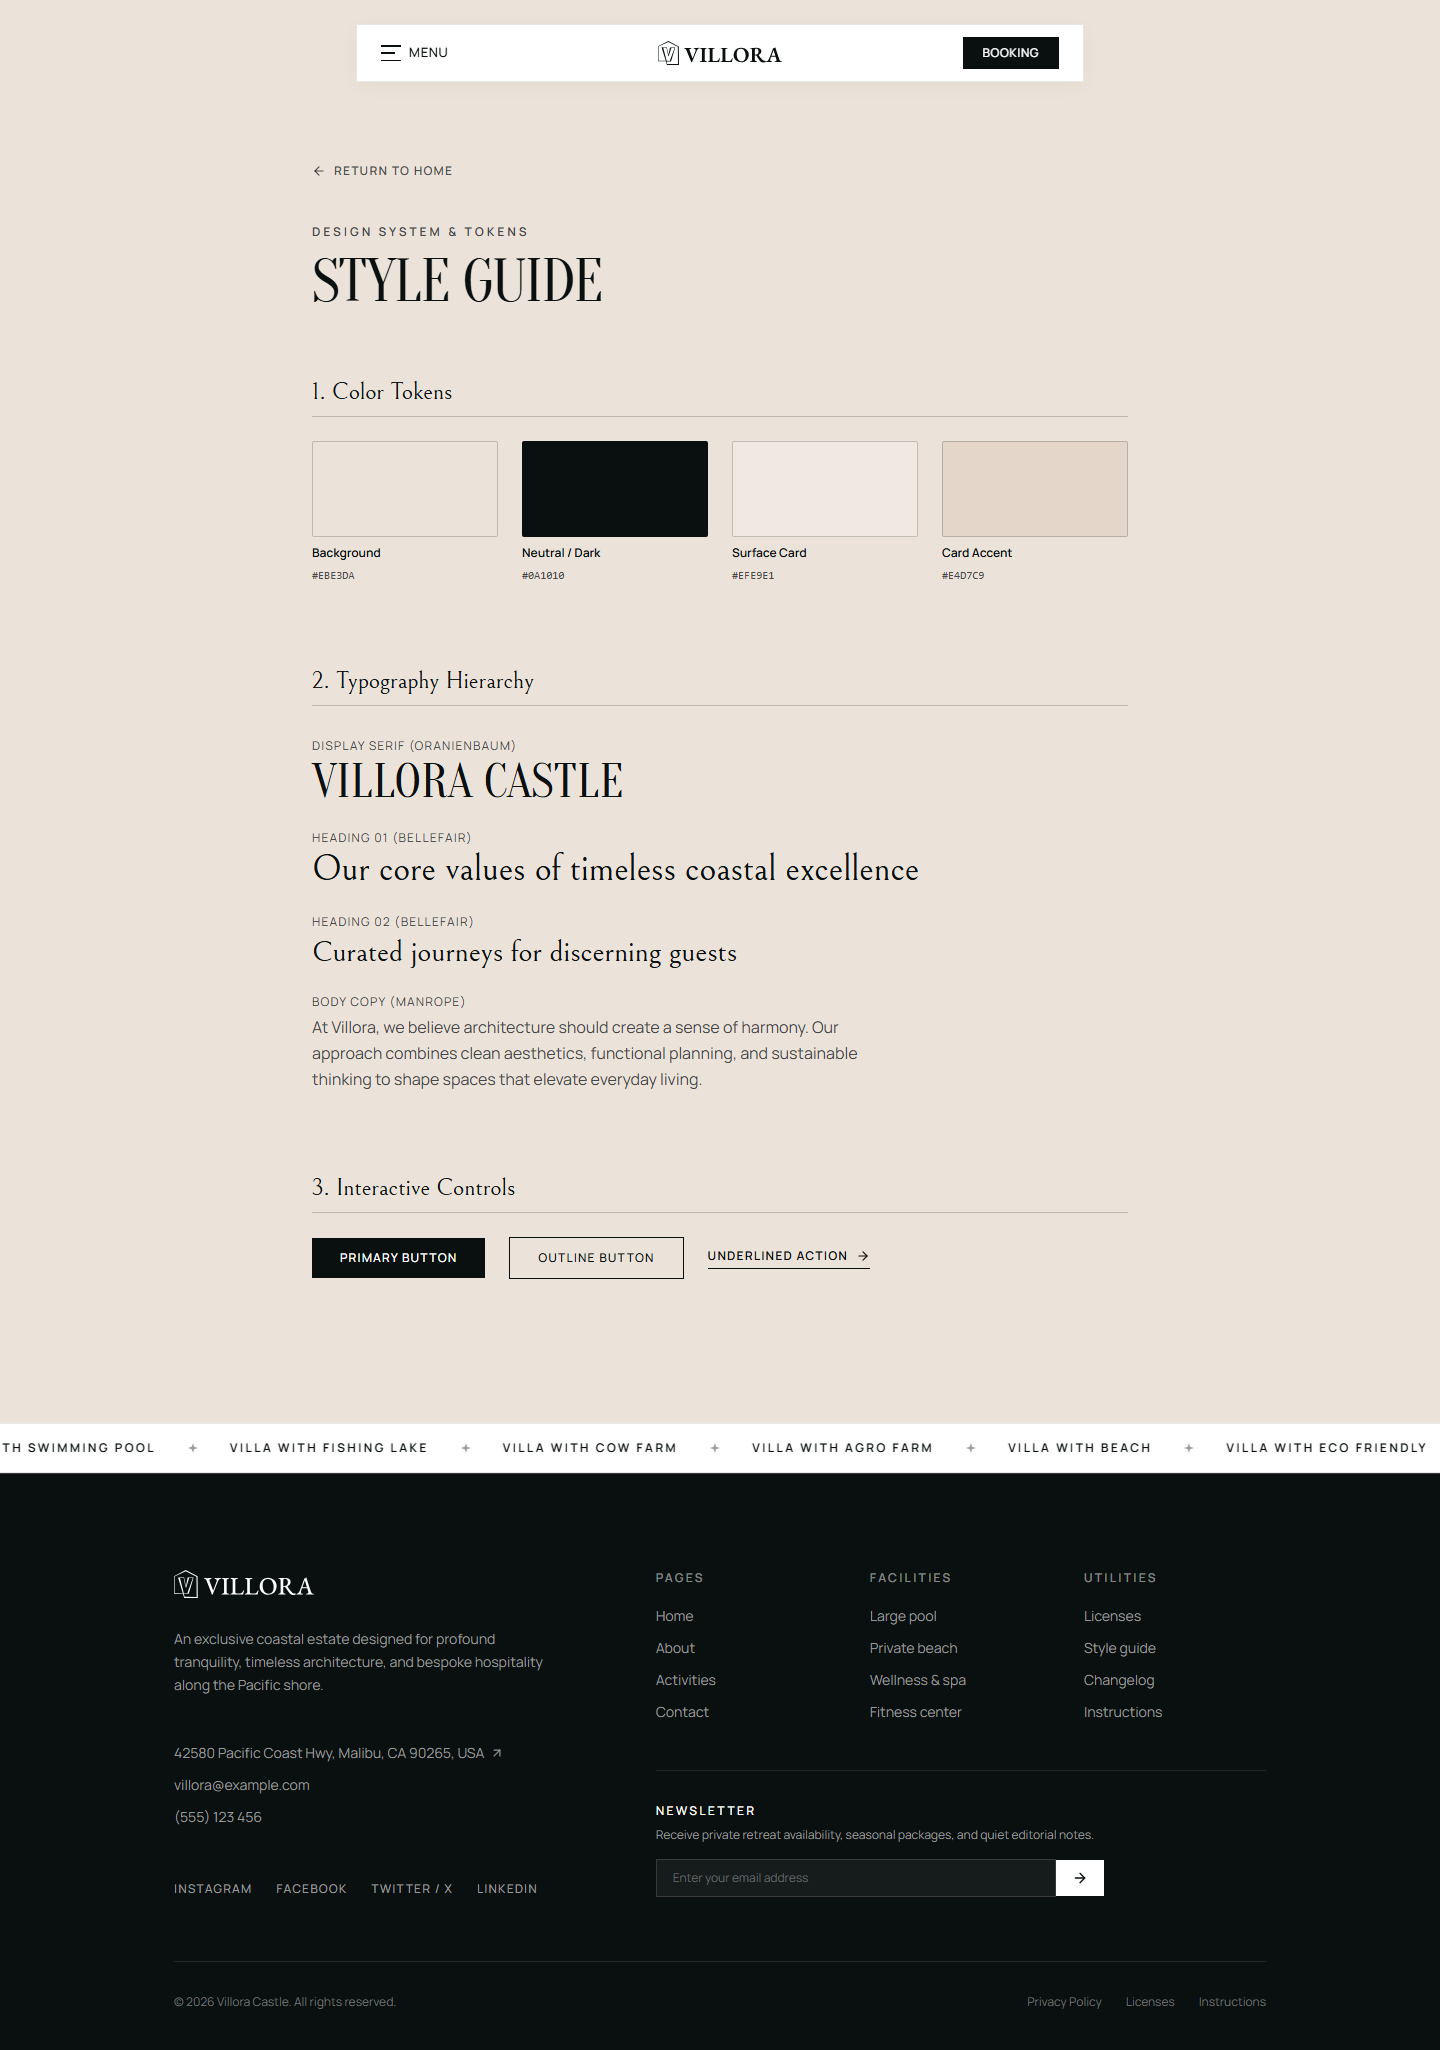 MENU
VILLORA
BOOKING
RETURN TO HOME
DESIGN SYSTEM & TOKENS
STYLE GUIDE
1. Color Tokens
Background
#EBE3DA
Neutral / Dark
#0A1010
Surface Card
#EFE9E1
Card Accent
#E4D7C9
2. Typography Hierarchy
DISPLAY SERIF (ORANIENBAUM)
VILLORA CASTLE
HEADING 01 (BELLEFAIR)
Our core values of timeless coastal excellence
HEADING 02 (BELLEFAIR)
Curated journeys for discerning guests
BODY COPY (MANROPE)
At Villora, we believe architecture should create a sense of harmony. Our
approach combines clean aesthetics, functional planning, and sustainable
thinking to shape spaces that elevate everyday living.
3. Interactive Controls
PRIMARY BUTTON
OUTLINE BUTTON
UNDERLINED ACTION
TH SWIMMING POOL
VILLA WITH FISHING LAKE
VILLA WITH COW FARM
VILLA WITH AGRO FARM
VILLA WITH BEACH
VILLA WITH ECO FRIENDLY
VILLORA
An exclusive coastal estate designed for profound
tranquility, timeless architecture, and bespoke hospitality
along the Pacific shore.
42580 Pacific Coast Hwy, Malibu, CA 90265, USA
villora@example.com
(555) 123 456
INSTAGRAM
FACEBOOK
TWITTER / X
LINKEDIN
PAGES
Home
About
Activities
Contact
FACILITIES
Large pool
Private beach
Wellness & spa
Fitness center
UTILITIES
Licenses
Style guide
Changelog
Instructions
NEWSLETTER
Receive private retreat availability, seasonal packages, and quiet editorial notes.
Enter your email address
© 2026 Villora Castle. All rights reserved.
Privacy Policy
Licenses
Instructions